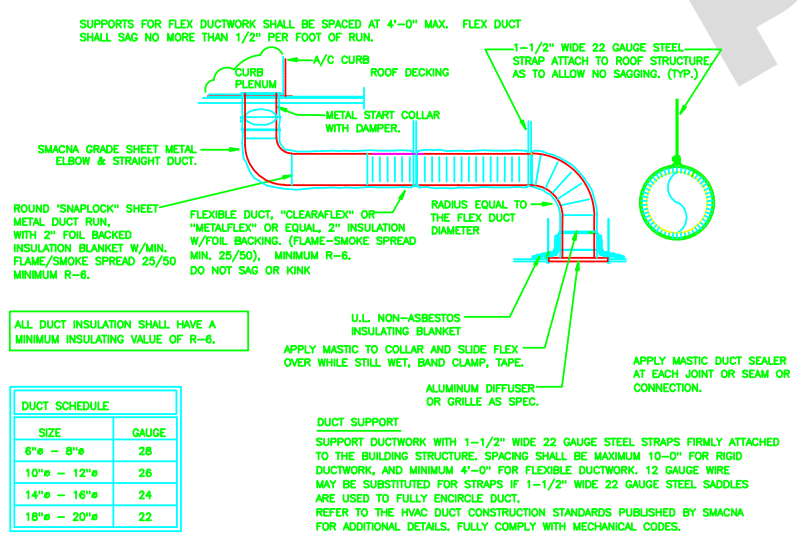 SUPPORTS FOR FLEX DUCTWORK SHALL BE SPACED AT 4'-0" MAX. FLEX DUCT
SHALL SAG NO MORE THAN 1/2" PER FOOT OF RUN.
A/C CURB
CURB
PLENUM
ROOF DECKING
1-1/2" WIDE 22 GAUGE STEEL
STRAP ATTACH TO ROOF STRUCTURE
AS TO ALLOW NO SAGGING. (TYP.)
METAL START COLLAR
WITH DAMPER.
SMACNA GRADE SHEET METAL
ELBOW & STRAIGHT DUCT.
ROUND "SNAPLOCK" SHEET
METAL DUCT RUN,
WITH 2" FOIL BACKED
INSULATION BLANKET W/MIN.
FLAME/SMOKE SPREAD 25/50
MINIMUM R-6.
FLEXIBLE DUCT, "CLEARAFLEX" OR
"METALFLEX" OR EQUAL, 2" INSULATION
W/FOIL BACKING. (FLAME-SMOKE SPREAD
MIN. 25/50), MINIMUM R-6.
DO NOT SAG OR KINK
RADIUS EQUAL TO
THE FLEX DUCT
DIAMETER
ALL DUCT INSULATION SHALL HAVE A
MINIMUM INSULATING VALUE OF R-6.
U.L. NON-ASBESTOS
INSULATING BLANKET
APPLY MASTIC TO COLLAR AND SLIDE FLEX
OVER WHILE STILL WET, BAND CLAMP, TAPE.
ALUMINUM DIFFUSER
OR GRILLE AS SPEC.
APPLY MASTIC DUCT SEALER
AT EACH JOINT OR SEAM OR
CONNECTION.
DUCT SCHEDULE
SIZE GAUGE
6"ø - 8"ø 28
10"ø - 12"ø 26
14"ø - 16"ø 24
18"ø - 20"ø 22
DUCT SUPPORT
SUPPORT DUCTWORK WITH 1-1/2" WIDE 22 GAUGE STEEL STRAPS FIRMLY ATTACHED
TO THE BUILDING STRUCTURE. SPACING SHALL BE MAXIMUM 10-0" FOR RIGID
DUCTWORK, AND MINIMUM 4'-0" FOR FLEXIBLE DUCTWORK. 12 GAUGE WIRE
MAY BE SUBSTITUTED FOR STRAPS IF 1-1/2" WIDE 22 GAUGE STEEL SADDLES
ARE USED TO FULLY ENCIRCLE DUCT.
REFER TO THE HVAC DUCT CONSTRUCTION STANDARDS PUBLISHED BY SMACNA
FOR ADDITIONAL DETAILS. FULLY COMPLY WITH MECHANICAL CODES.